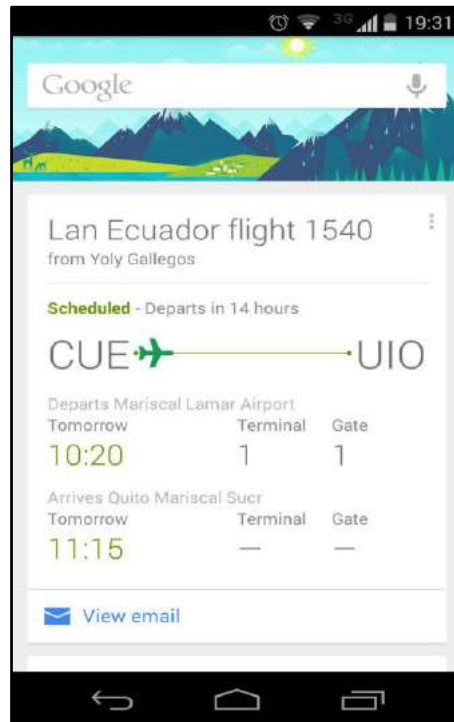 3G 19:31
Google
Lan Ecuador flight 1540
from Yoly Gallegos
Scheduled - Departs in 14 hours
CUE UIO
Departs Mariscal Lamar Airport
Tomorrow Terminal Gate
10:20 1 1
Arrives Quito Mariscal Sucr
Tomorrow Terminal Gate
11:15 — —
View email